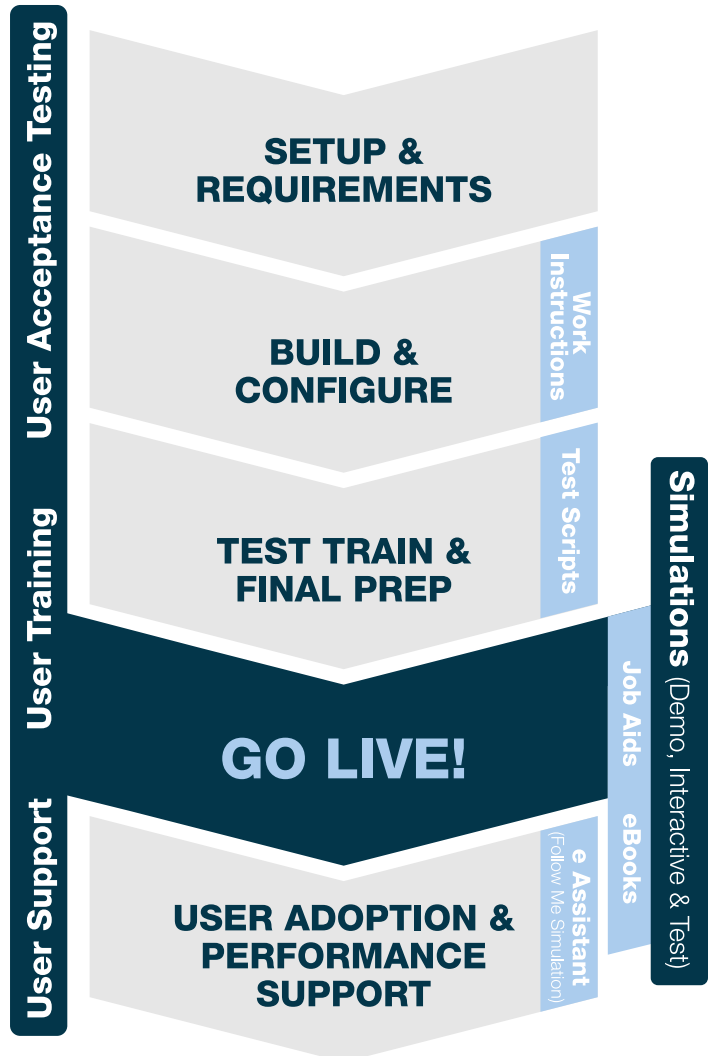 User Acceptance Testing
User Training
User Support
SETUP &
REQUIREMENTS
BUILD &
CONFIGURE
Work
Instructions
TEST TRAIN &
FINAL PREP
Test Scripts
GO LIVE!
Job Aids
eBooks
USER ADOPTION &
PERFORMANCE
SUPPORT
e Assistant
(Follow Me Simulation)
Simulations (Demo, Interactive & Test)